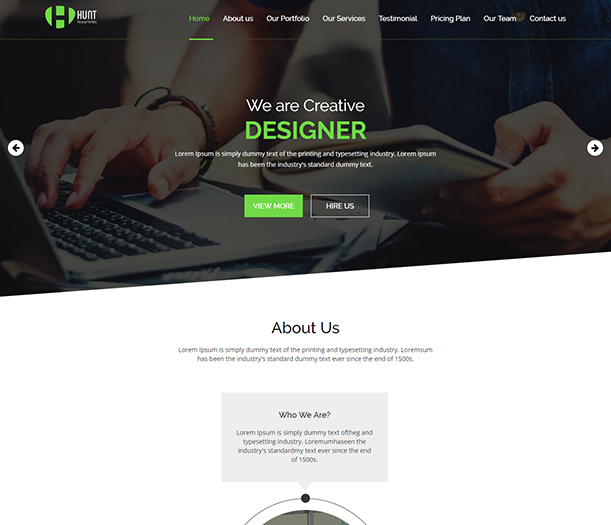 HUNT
Home About us Our Portfolio Our Services Testimonial Pricing Plan Our Team Contact us
We are Creative
DESIGNER
Lorem Ipsum is simply dummy text of the printing and typesetting industry. Lorem Ipsum
has been the industry's standard dummy text.
VIEW MORE HIRE US
About Us
Lorem Ipsum is simply dummy text of the printing and typesetting industry. Lorem Ipsum
has been the industry's standard dummy text ever since the end of 1500s.
Who We Are?
Lorem Ipsum is simply dummy text oftheg and
typesetting industry. Loremumhaseen the
industry's standardmy text ever since the end
of 1500s.